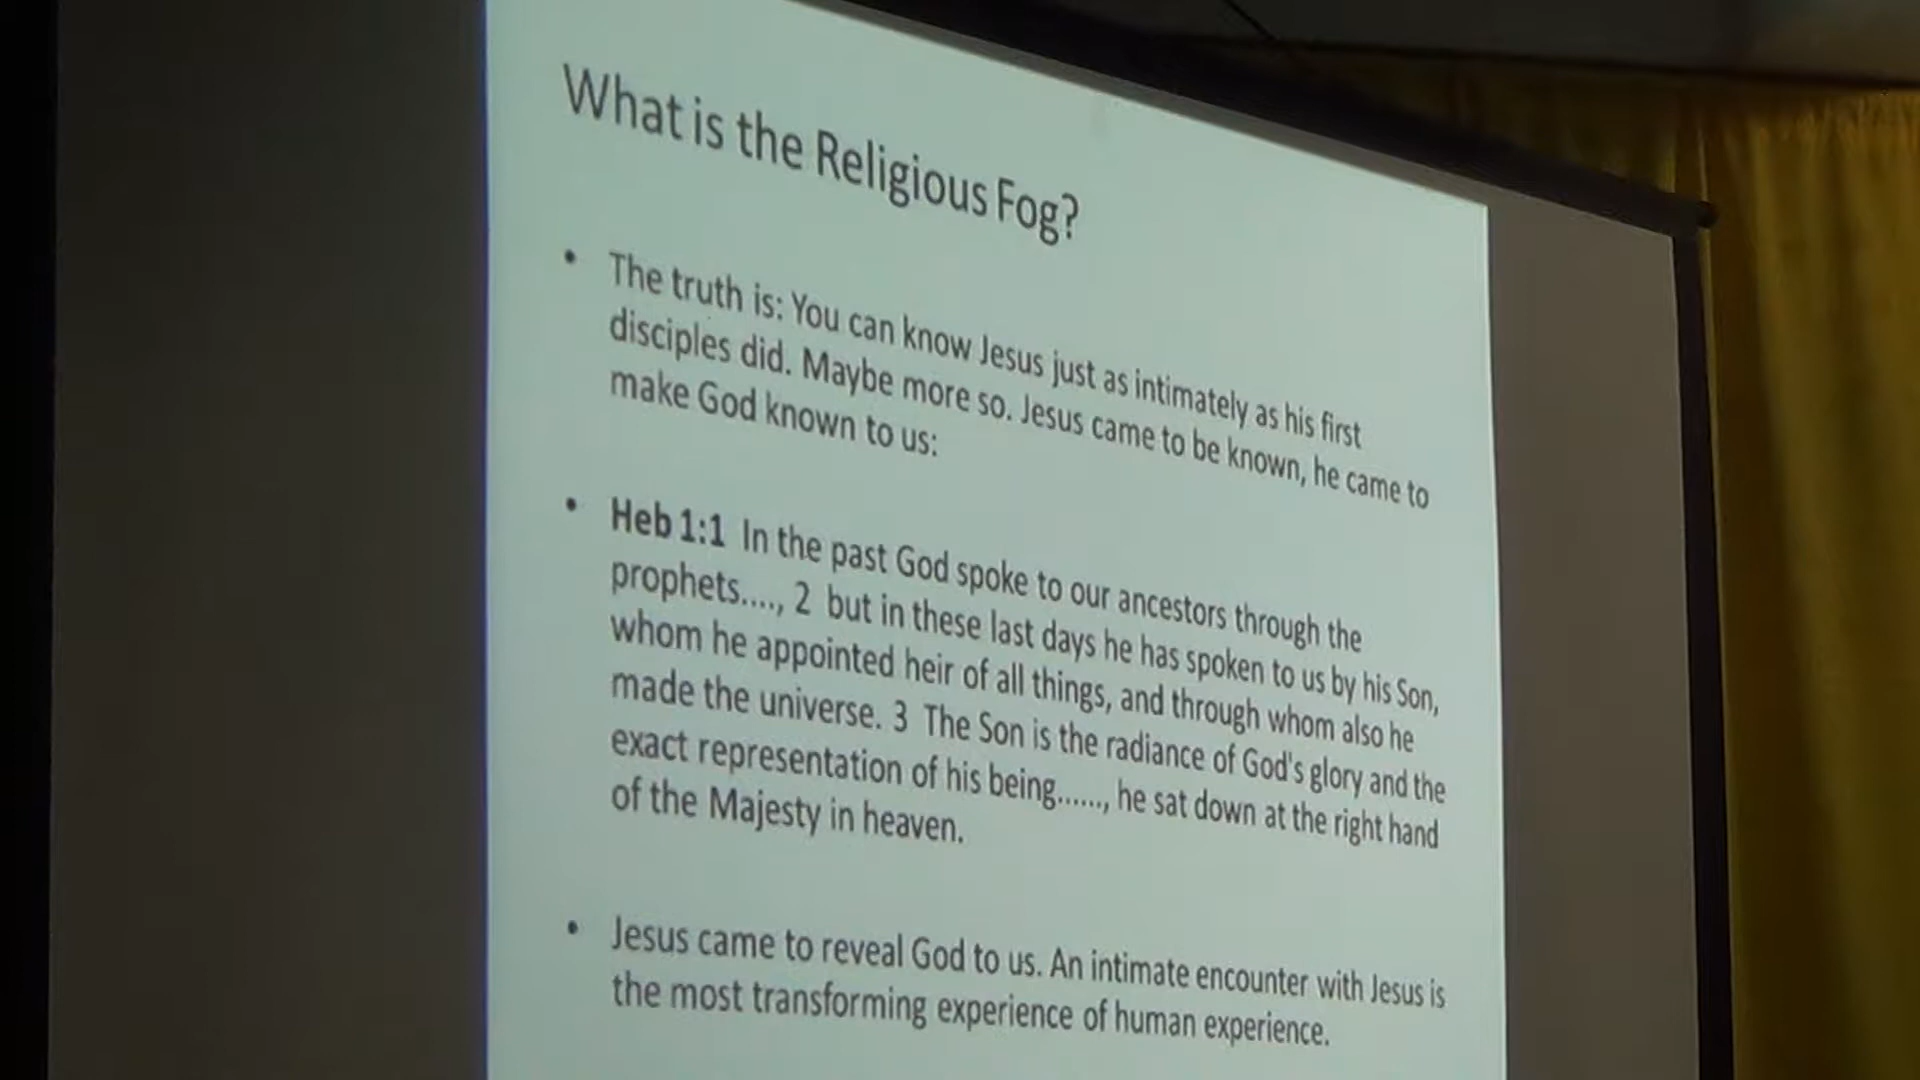 What is the Religious Fog?
• The truth is: You can know Jesus just as intimately as his first
disciples did. Maybe more so. Jesus came to be known, he came to
make God known to us:
• Heb 1:1 In the past God spoke to our ancestors through the
prophets...., 2 but in these last days he has spoken to us by his Son,
whom he appointed heir of all things, and through whom also he
made the universe. 3 The Son is the radiance of God's glory and the
exact representation of his being......, he sat down at the right hand
of the Majesty in heaven.
• Jesus came to reveal God to us. An intimate encounter with Jesus is
the most transforming experience of human experience.